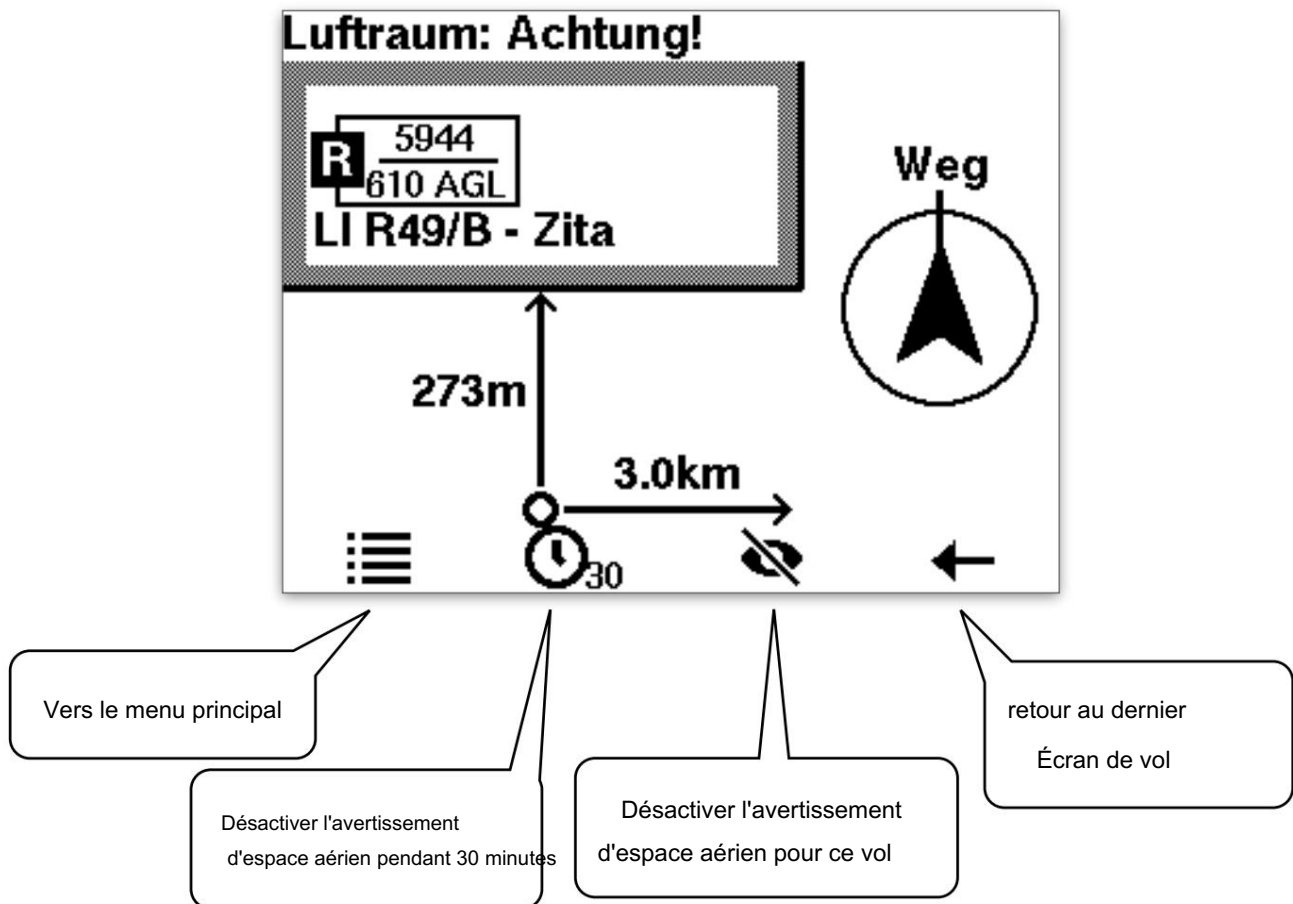 Luftraum: Achtung!
R
5944
610 AGL
LI R49/B - Zita
Weg
273m
3.0km
30
Vers le menu principal
Désactiver l'avertissement
d'espace aérien pendant 30 minutes
Désactiver l'avertissement
d'espace aérien pour ce vol
retour au dernier
Écran de vol